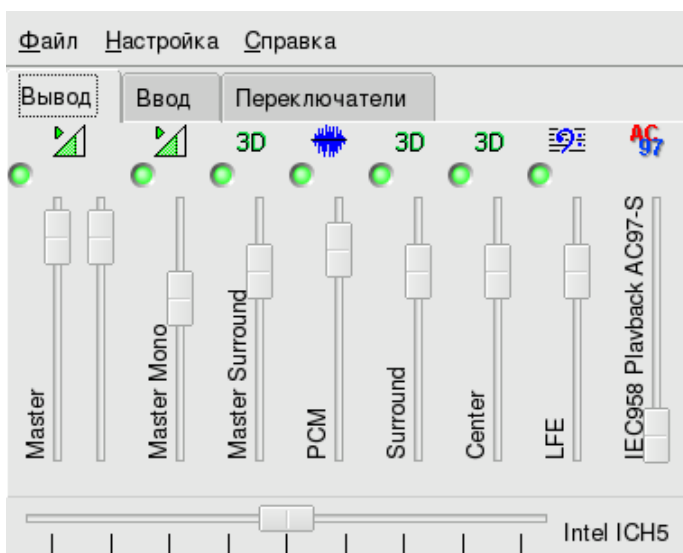 Файл Настройка Справка
Вывод Ввод Переключатели
3D 3D 3D AC 97
Master
Master Mono
Master Surround
PCM
Surround
Center
LFE
IEC958 Playback AC97-S
Intel ICH5